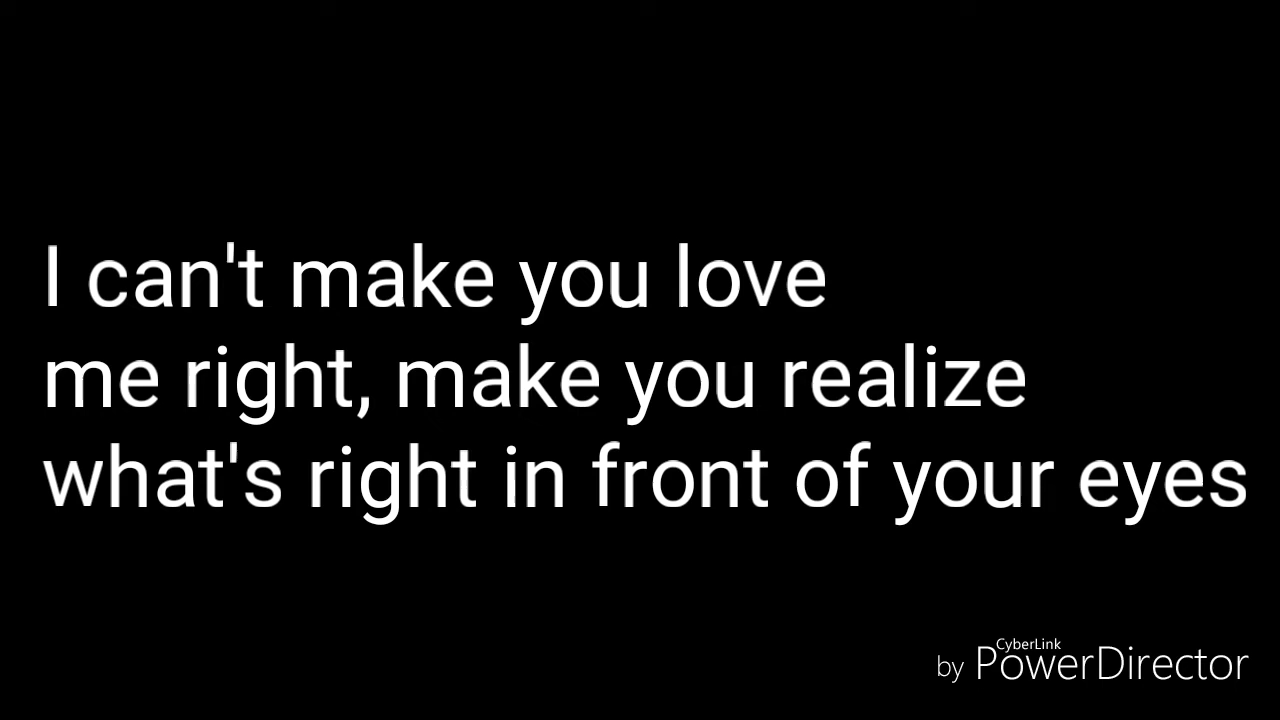 I can't make you love
me right, make you realize
what's right in front of your eyes
CyberLink
by PowerDirector